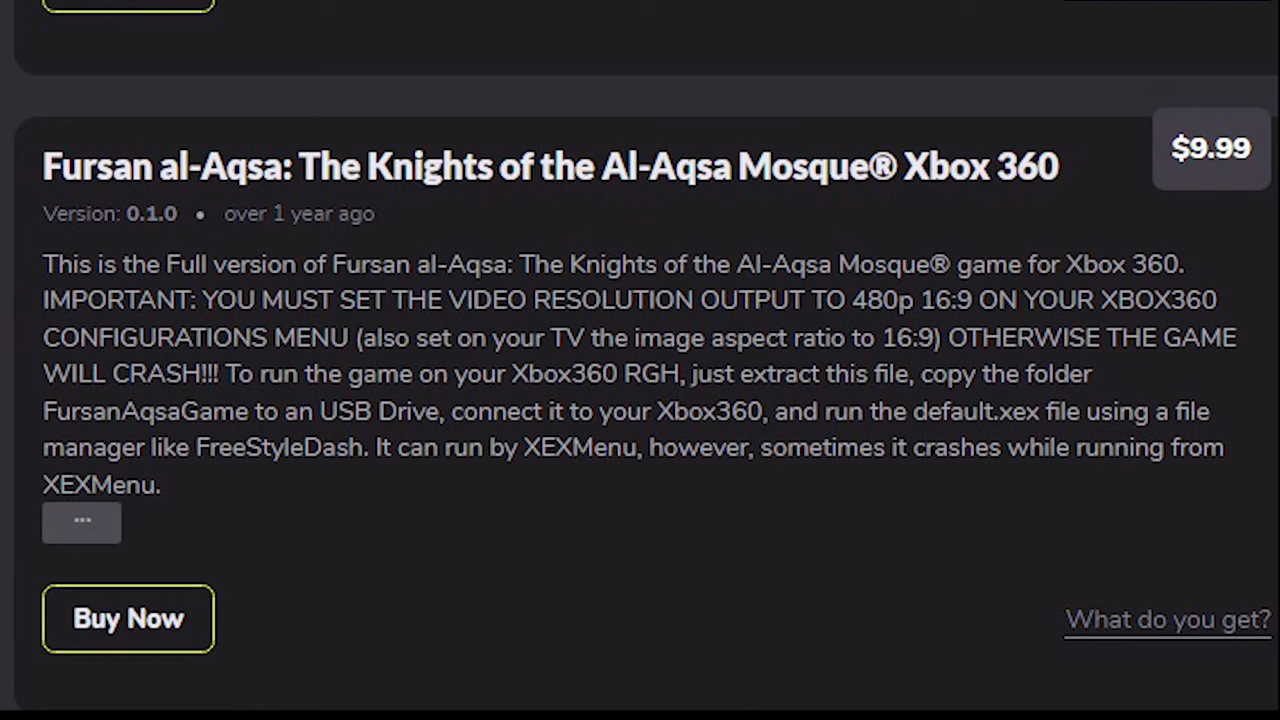 Fursan al-Aqsa: The Knights of the Al-Aqsa Mosque® Xbox 360
$9.99
Version: 0.1.0 • over 1 year ago
This is the Full version of Fursan al-Aqsa: The Knights of the Al-Aqsa Mosque® game for Xbox 360.
IMPORTANT: YOU MUST SET THE VIDEO RESOLUTION OUTPUT TO 480p 16:9 ON YOUR XBOX360
CONFIGURATIONS MENU (also set on your TV the image aspect ratio to 16:9) OTHERWISE THE GAME
WILL CRASH!!! To run the game on your Xbox360 RGH, just extract this file, copy the folder
FursanAqsaGame to an USB Drive, connect it to your Xbox360, and run the default.xex file using a file
manager like FreeStyleDash. It can run by XEXMenu, however, sometimes it crashes while running from
XEXMenu.
...
Buy Now
What do you get?